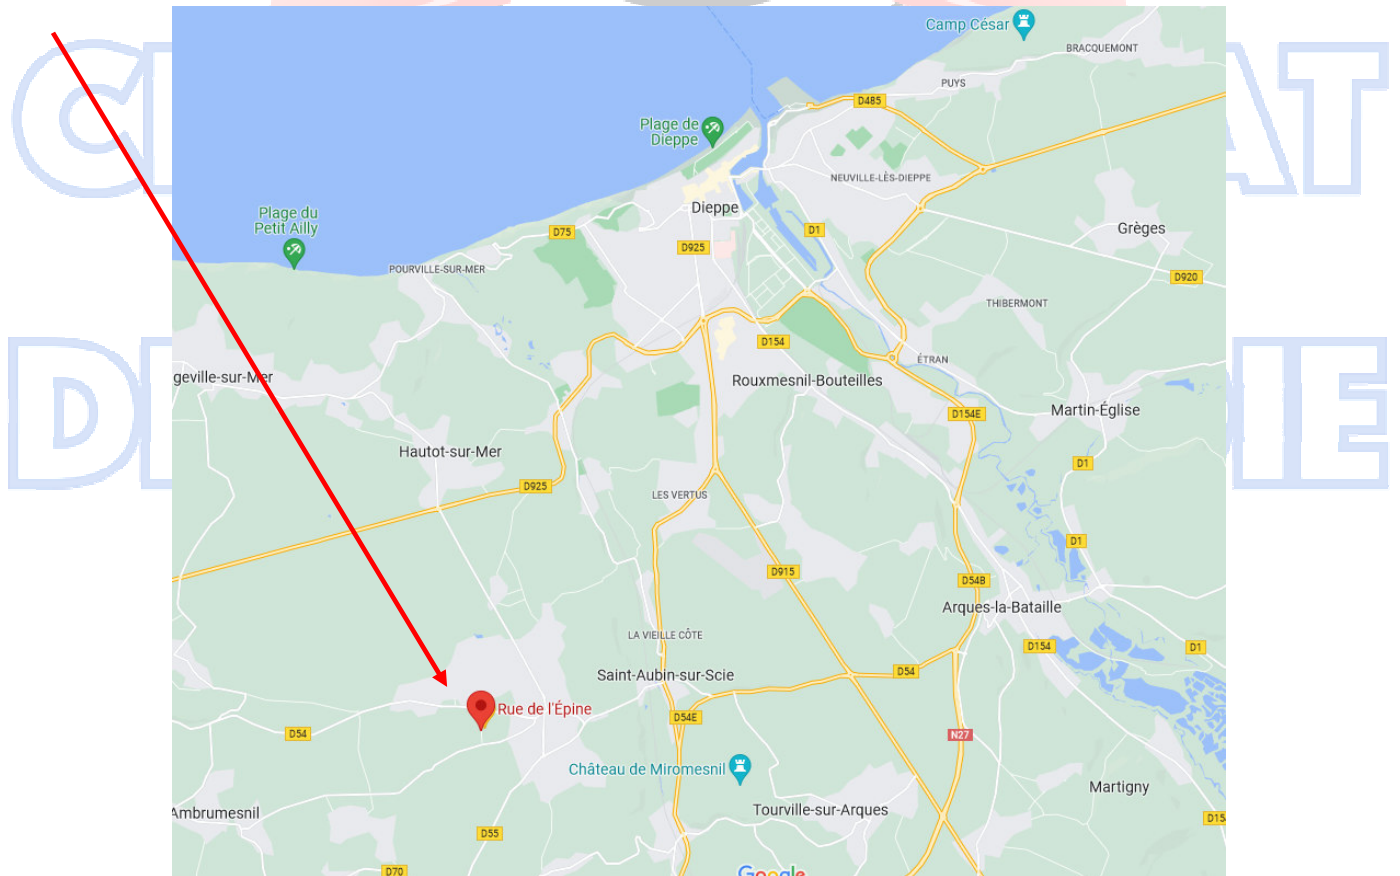 Camp César
BRACQUEMONT
PUYS
D485
Plage de
Dieppe
NEUVILLE-LÈS-DIEPPE
Dieppe
Plage du
Petit Ailly
D75
D1
D925
Grèges
POURVILLE-SUR-MER
D920
THIBERMONT
D154
ÉTRAN
geville-sur-Mer
Rouxmesnil-Bouteilles
Martin-Église
D154E
Hautot-sur-Mer
D1
D925
LES VERTUS
D1
D915
D54B
Arques-la-Bataille
LA VIEILLE CÔTE
D154
D1
Saint-Aubin-sur-Scie
D54
Rue de l'Épine
D54E
D54
N27
Château de Miromesnil
Martigny
Ambrumesnil
Tourville-sur-Arques
D15
D55
D70
Google